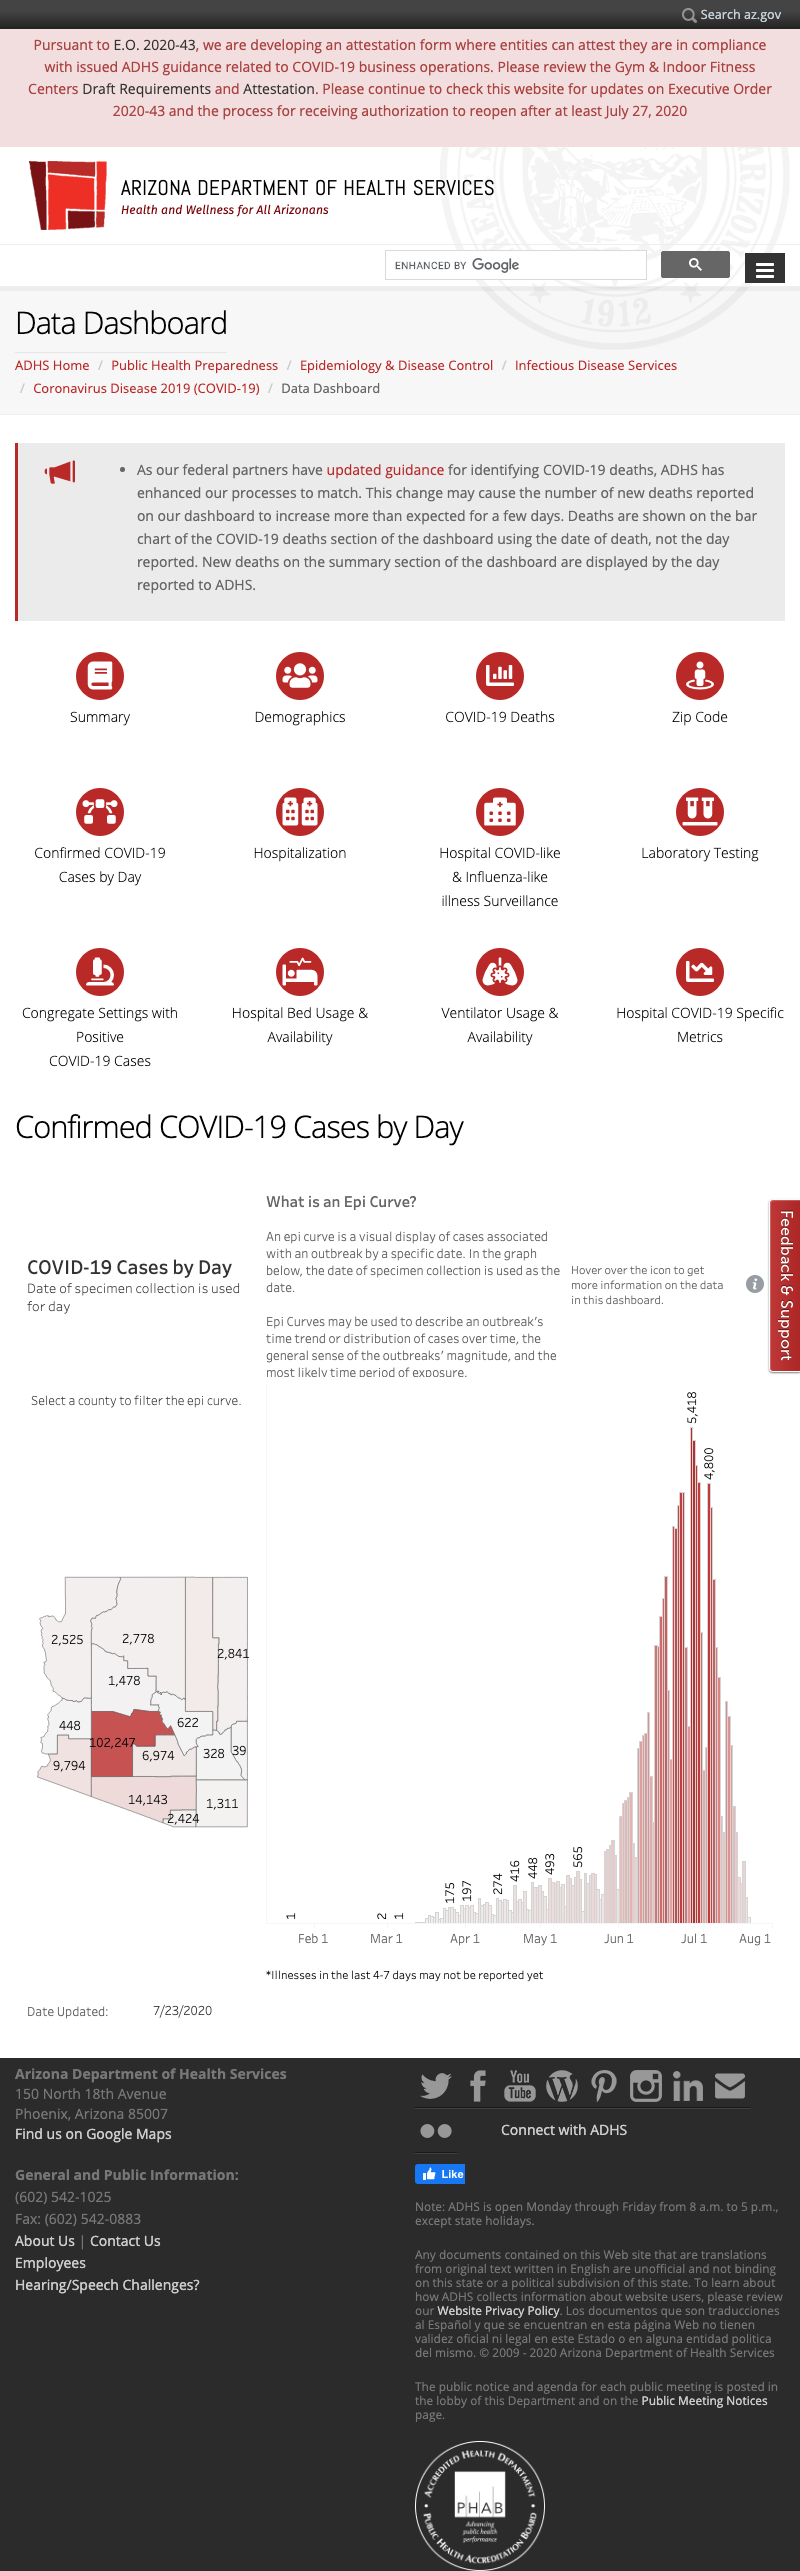 Search az.gov
Pursuant to E.O. 2020-43, we are developing an attestation form where entities can attest they are in compliance
with issued ADHS guidance related to COVID-19 business operations. Please review the Gym & Indoor Fitness
Centers Draft Requirements and Attestation. Please continue to check this website for updates on Executive Order
2020-43 and the process for receiving authorization to reopen after at least July 27, 2020
ARIZONA DEPARTMENT OF HEALTH SERVICES
Health and Wellness for All Arizonans
ENHANCED BY Google
1912
Data Dashboard
ADHS Home / Public Health Preparedness / Epidemiology & Disease Control / Infectious Disease Services
/ Coronavirus Disease 2019 (COVID-19) / Data Dashboard
• As our federal partners have updated guidance for identifying COVID-19 deaths, ADHS has
enhanced our processes to match. This change may cause the number of new deaths reported
on our dashboard to increase more than expected for a few days. Deaths are shown on the bar
chart of the COVID-19 deaths section of the dashboard using the date of death, not the day
reported. New deaths on the summary section of the dashboard are displayed by the day
reported to ADHS.
Summary
Demographics
COVID-19 Deaths
Zip Code
Confirmed COVID-19
Cases by Day
Hospitalization
Hospital COVID-like
& Influenza-like
illness Surveillance
Laboratory Testing
Congregate Settings with
Positive
COVID-19 Cases
Hospital Bed Usage &
Availability
Ventilator Usage &
Availability
Hospital COVID-19 Specific
Metrics
Confirmed COVID-19 Cases by Day
COVID-19 Cases by Day
Date of specimen collection is used
for day
What is an Epi Curve?
An epi curve is a visual display of cases associated
with an outbreak by a specific date. In the graph
below, the date of specimen collection is used as the
date.
Epi Curves may be used to describe an outbreak's
time trend or distribution of cases over time, the
general sense of the outbreaks' magnitude, and the
most likely time period of exposure.
Hover over the icon to get
more information on the data
in this dashboard.
i
Feedback & Support
Select a county to filter the epi curve.
2,525
2,778
2,841
1,478
448
622
102,247
9,794
6,974
328
39
14,143
1,311
2,424
1
2
1
175
197
274
416
448
493
565
5,418
4,800
Feb 1
Mar 1
Apr 1
May 1
Jun 1
Jul 1
Aug 1
*Illnesses in the last 4-7 days may not be reported yet
Date Updated: 7/23/2020
Arizona Department of Health Services
150 North 18th Avenue
Phoenix, Arizona 85007
Find us on Google Maps
General and Public Information:
(602) 542-1025
Fax: (602) 542-0883
About Us | Contact Us
Employees
Hearing/Speech Challenges?
You
Tube
Connect with ADHS
Like
Note: ADHS is open Monday through Friday from 8 a.m. to 5 p.m.,
except state holidays.
Any documents contained on this Web site that are translations
from original text written in English are unofficial and not binding
on this state or a political subdivision of this state. To learn about
how ADHS collects information about website users, please review
our Website Privacy Policy. Los documentos que son traducciones
al Español y que se encuentran en esta página Web no tienen
validez oficial ni legal en este Estado o en alguna entidad politica
del mismo. © 2009 - 2020 Arizona Department of Health Services
The public notice and agenda for each public meeting is posted in
the lobby of this Department and on the Public Meeting Notices
page.
ACCREDITED HEALTH DEPARTMENT
PHAB
Advancing
public health
performance
PUBLIC HEALTH ACCREDITATION BOARD